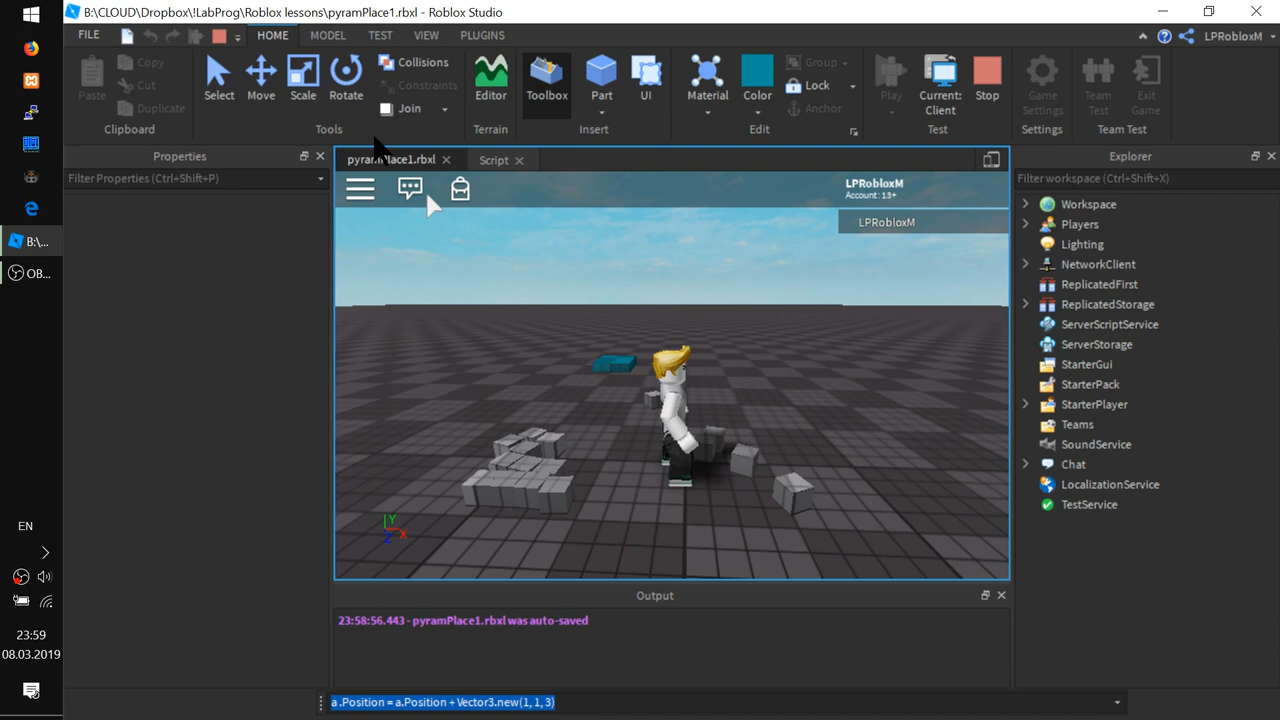 B:\CLOUD\Dropbox\!LabProg\Roblox lessons\pyramPlace1.rbxl - Roblox Studio
FILE HOME MODEL TEST VIEW PLUGINS LPRobloxM
Paste Copy Cut Duplicate
Select Move Scale Rotate Collisions Constraints Join
Editor Toolbox Part UI
Material Color Group Lock Anchor
Play Current: Client Stop
Game Settings Team Test Exit Game
Clipboard Tools Terrain Insert Edit Test Settings Team Test
Properties
Filter Properties (Ctrl+Shift+P)
pyramPlace1.rbxl Script
LPRobloxM
Account: 13+
LPRobloxM
Y
X
Z
Explorer
Filter workspace (Ctrl+Shift+X)
Workspace
Players
Lighting
NetworkClient
ReplicatedFirst
ReplicatedStorage
ServerScriptService
ServerStorage
StarterGui
StarterPack
StarterPlayer
Teams
SoundService
Chat
LocalizationService
TestService
Output
23:58:56.443 - pyramPlace1.rbxl was auto-saved
a .Position = a.Position + Vector3.new(1, 1, 3)
B:\...
OB...
EN
23:59
08.03.2019